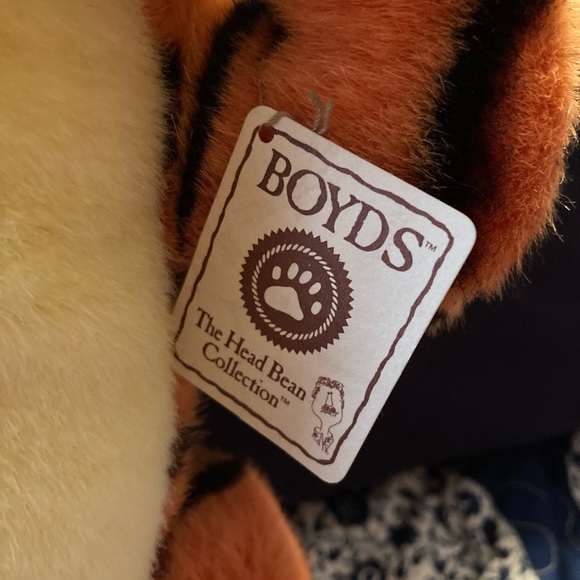 BOYDS™
The Head Bean
Collection™